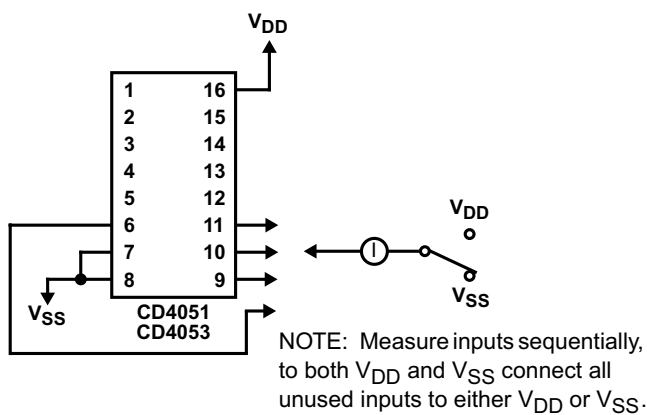 VDD
1 16
2 15
3 14
4 13
5 12
6 11
7 10
8 9
VSS
CD4051
CD4053
I
VDD
VSS
NOTE: Measure inputs sequentially,
to both VDD and VSS connect all
unused inputs to either VDD or VSS.